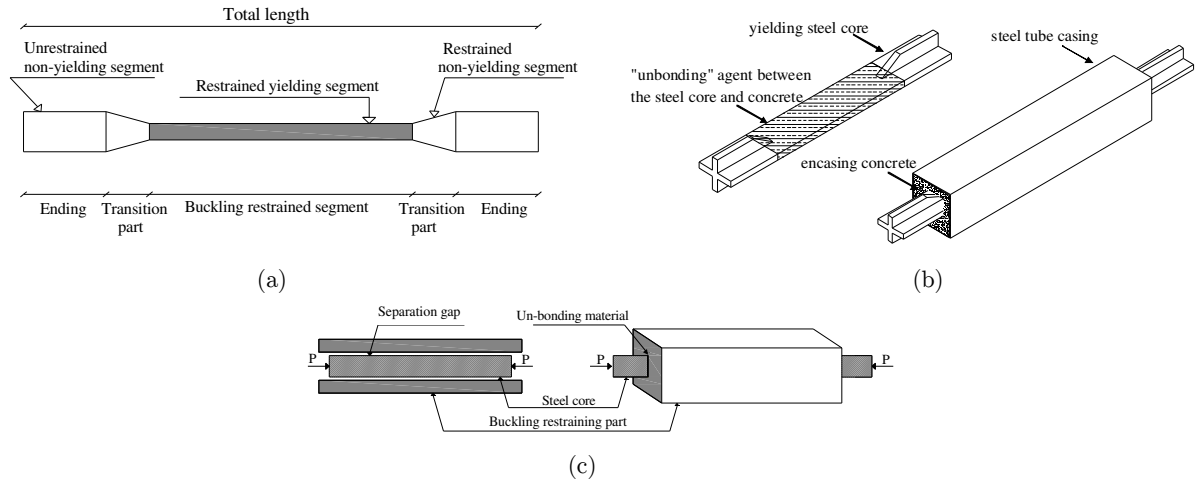 Total length
Unrestrained
non-yielding segment
Restrained
non-yielding segment
Restrained yielding segment
Ending
Transition
part
Buckling restrained segment
Transition
part
Ending
(a)
yielding steel core
"unbonding" agent between
the steel core and concrete
steel tube casing
encasing concrete
(b)
Separation gap
P
P
Steel core
Buckling restraining part
Un-bonding material
P
P
(c)